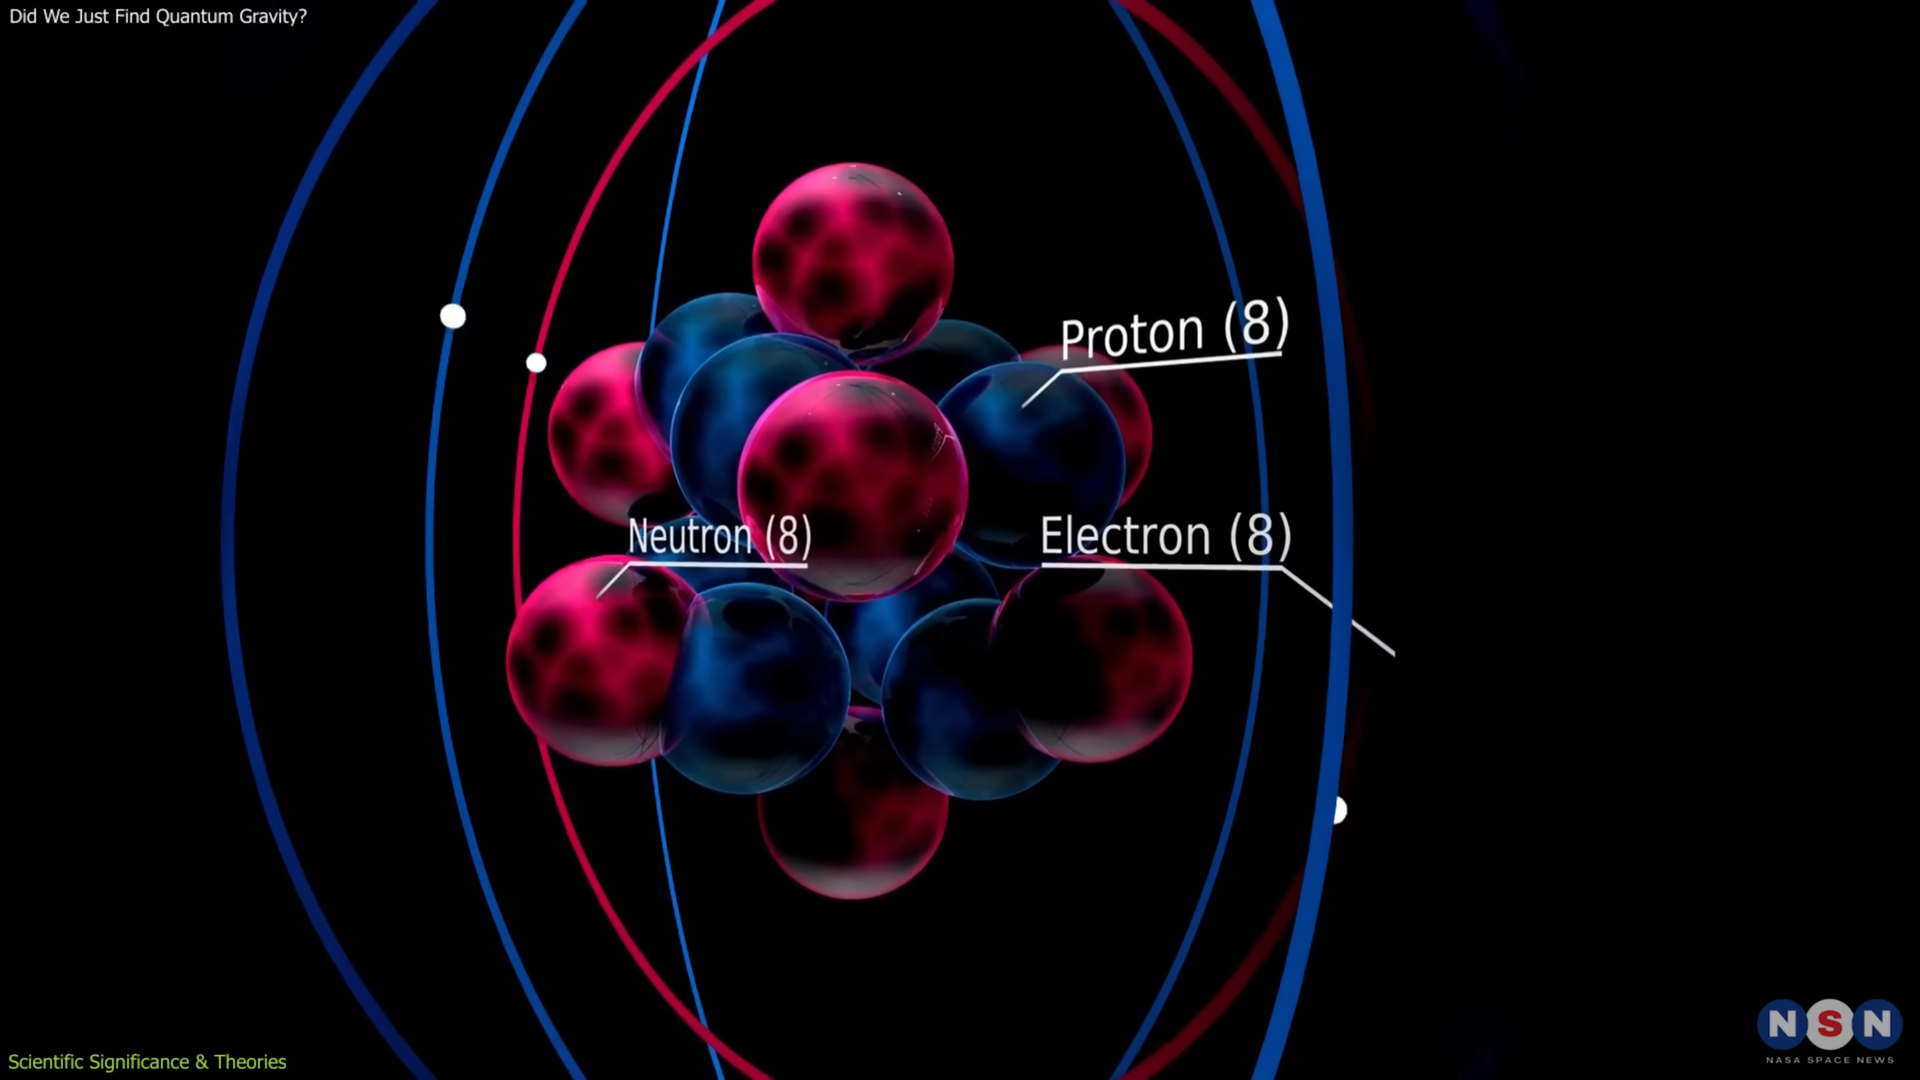 Did We Just Find Quantum Gravity?
Proton (8)
Neutron (8)
Electron (8)
Scientific Significance & Theories
NSN
NASA SPACE NEWS